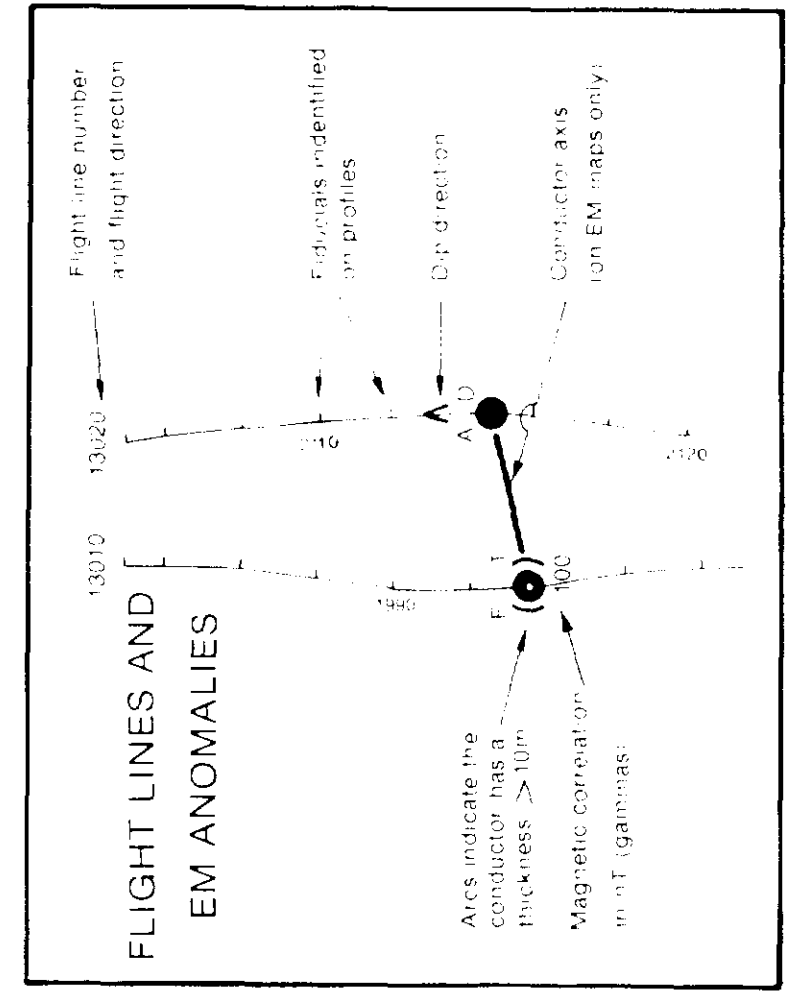 FLIGHT LINES AND
EM ANOMALIES
13010
13020
Flight line number
and flight direction
Fiducials indentified
on profiles
Dip direction
Conductor axis
(on EM maps only)
1990
2110
2120
A D
100
Arcs indicate the
conductor has a
thickness >10m
Magnetic correlation
in nT (gammas)